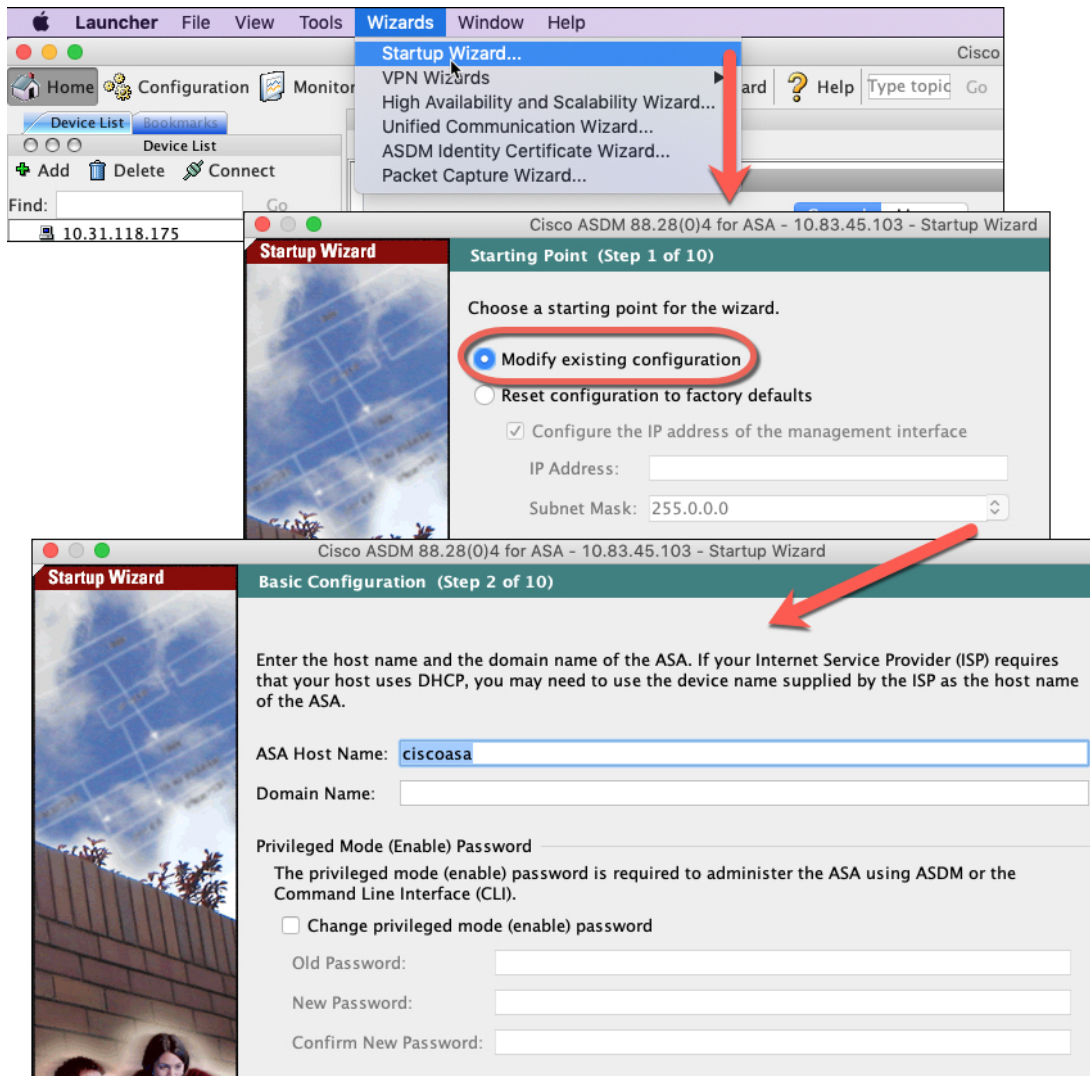 Launcher File View Tools Wizards Window Help
Startup Wizard...
VPN Wizards
High Availability and Scalability Wizard...
Unified Communication Wizard...
ASDM Identity Certificate Wizard...
Packet Capture Wizard...
Cisco
Home Configuration Monitor ard Help Type topic Go
Device List Bookmarks
Device List
Add Delete Connect
Find: Go
10.31.118.175
Cisco ASDM 88.28(0)4 for ASA - 10.83.45.103 - Startup Wizard
Startup Wizard
Starting Point (Step 1 of 10)
Choose a starting point for the wizard.
Modify existing configuration
Reset configuration to factory defaults
Configure the IP address of the management interface
IP Address:
Subnet Mask: 255.0.0.0
Cisco ASDM 88.28(0)4 for ASA - 10.83.45.103 - Startup Wizard
Startup Wizard
Basic Configuration (Step 2 of 10)
Enter the host name and the domain name of the ASA. If your Internet Service Provider (ISP) requires
that your host uses DHCP, you may need to use the device name supplied by the ISP as the host name
of the ASA.
ASA Host Name: ciscoasa
Domain Name:
Privileged Mode (Enable) Password
The privileged mode (enable) password is required to administer the ASA using ASDM or the
Command Line Interface (CLI).
Change privileged mode (enable) password
Old Password:
New Password:
Confirm New Password: